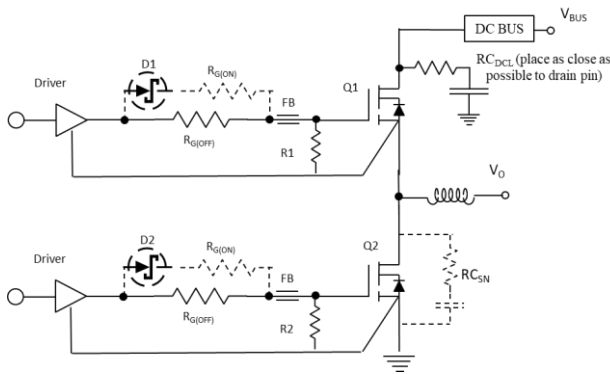 DC BUS
VBUS
D1
RG(ON)
RCDCL (place as close as
possible to drain pin)
Driver
FB
Q1
RG(OFF)
R1
VO
D2
RG(ON)
Driver
FB
Q2
RCSN
RG(OFF)
R2